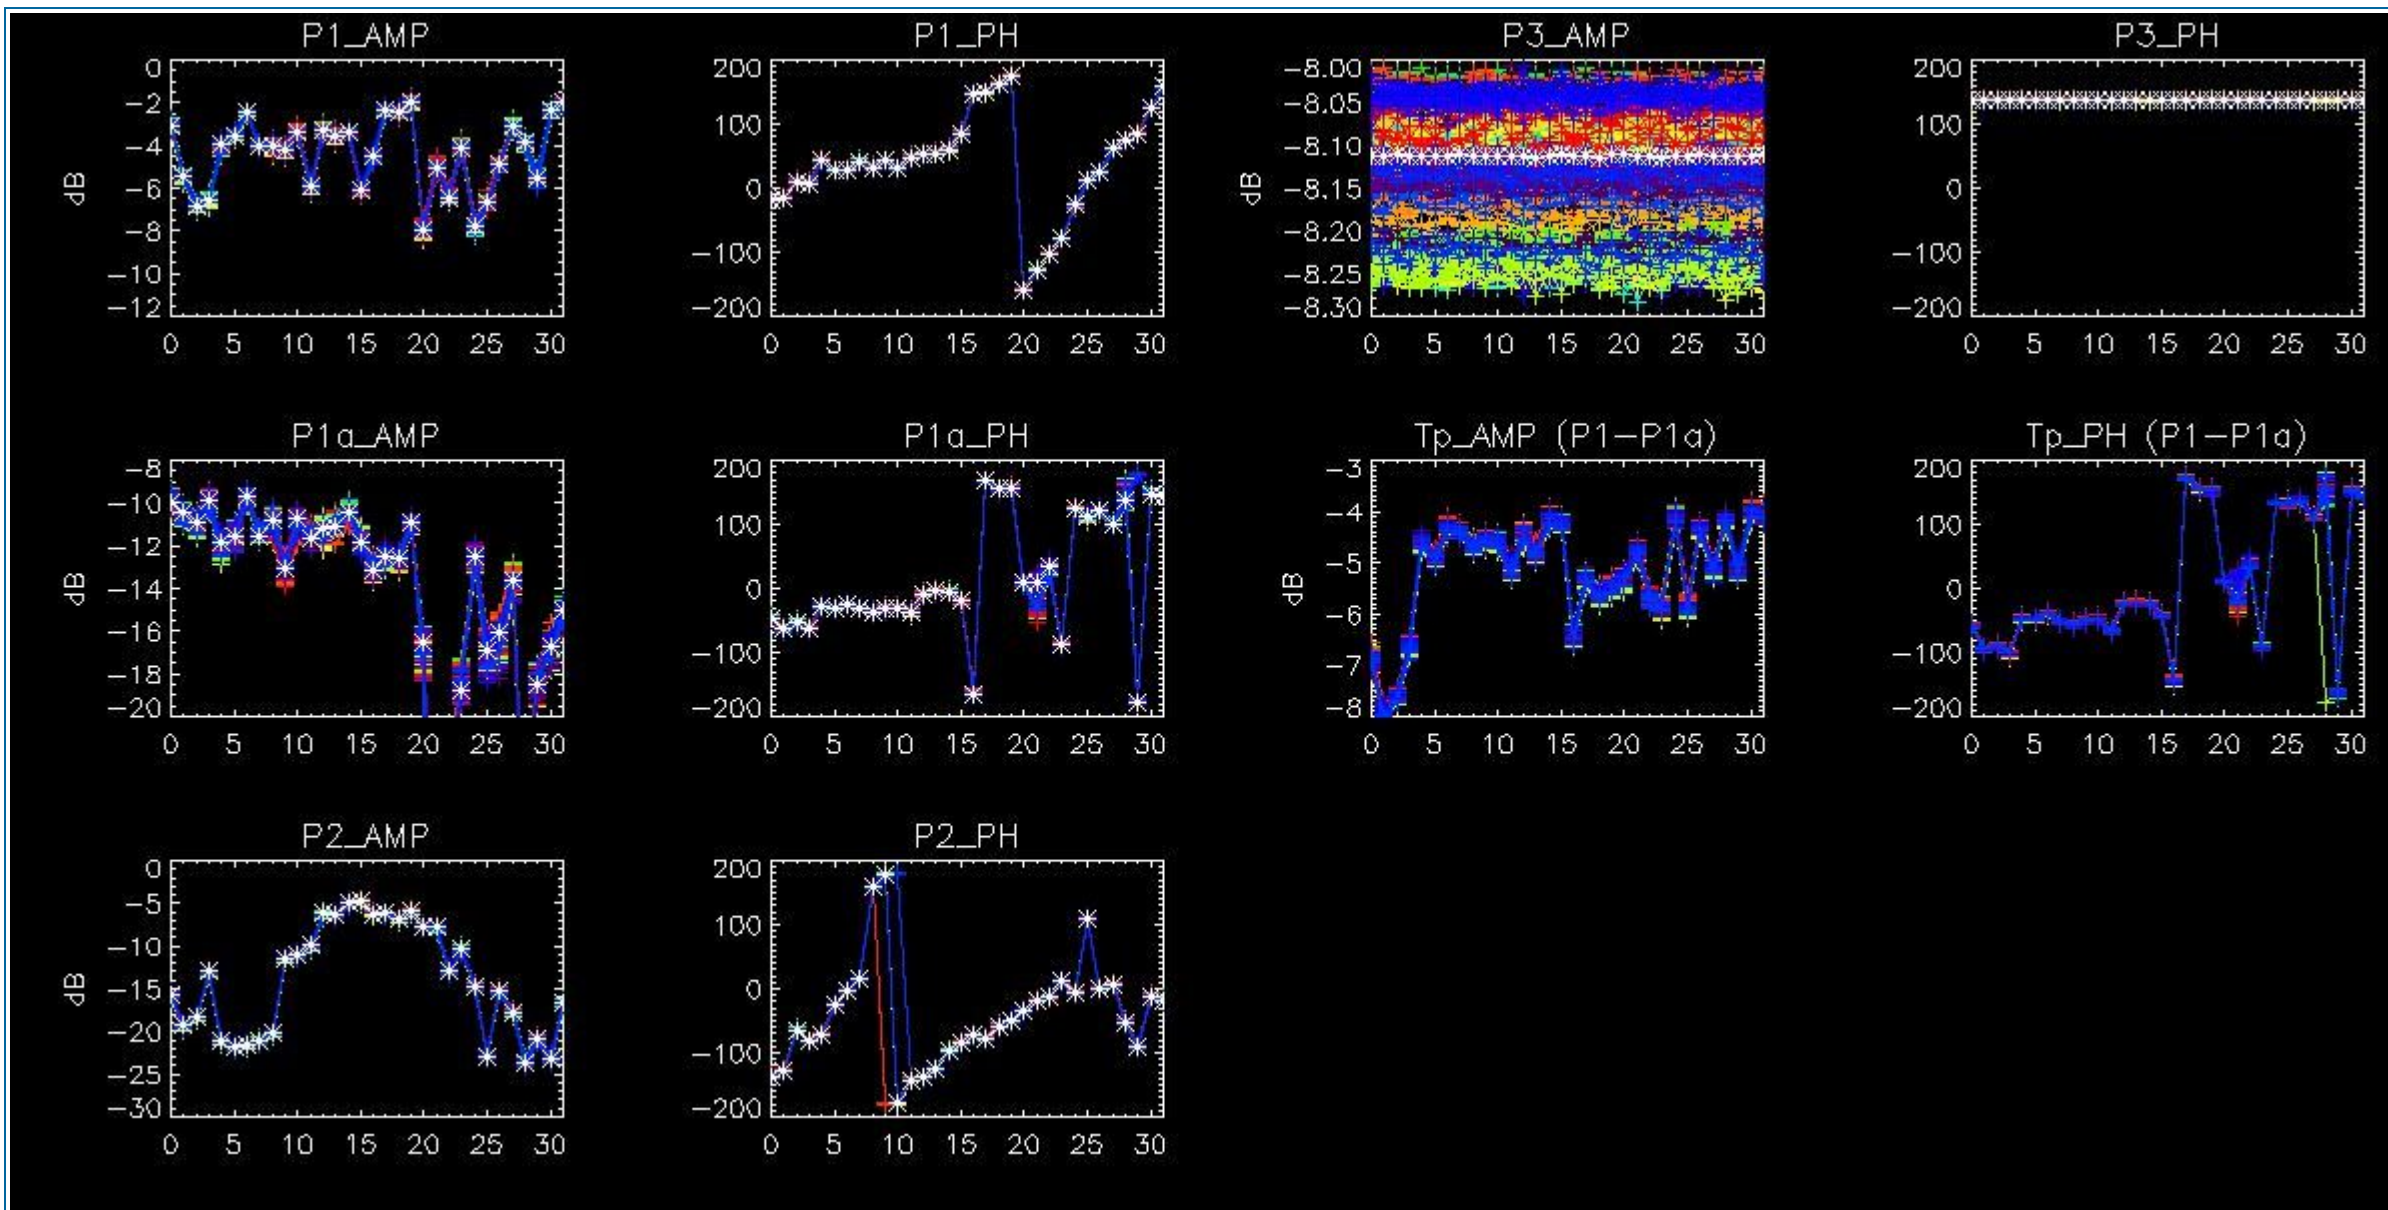 P1_AMP
0
−2
−4
−6
−8
−10
−12
dB
0 5 10 15 20 25 30
P1_PH
200
100
0
−100
−200
0 5 10 15 20 25 30
P3_AMP
−8.00
−8.05
−8.10
−8.15
−8.20
−8.25
−8.30
dB
0 5 10 15 20 25 30
P3_PH
200
100
0
−100
−200
0 5 10 15 20 25 30
P1a_AMP
−8
−10
−12
−14
−16
−18
−20
dB
0 5 10 15 20 25 30
P1a_PH
200
100
0
−100
−200
0 5 10 15 20 25 30
Tp_AMP (P1−P1a)
−3
−4
−5
−6
−7
−8
dB
0 5 10 15 20 25 30
Tp_PH (P1−P1a)
200
100
0
−100
−200
0 5 10 15 20 25 30
P2_AMP
0
−5
−10
−15
−20
−25
−30
dB
0 5 10 15 20 25 30
P2_PH
200
100
0
−100
−200
0 5 10 15 20 25 30